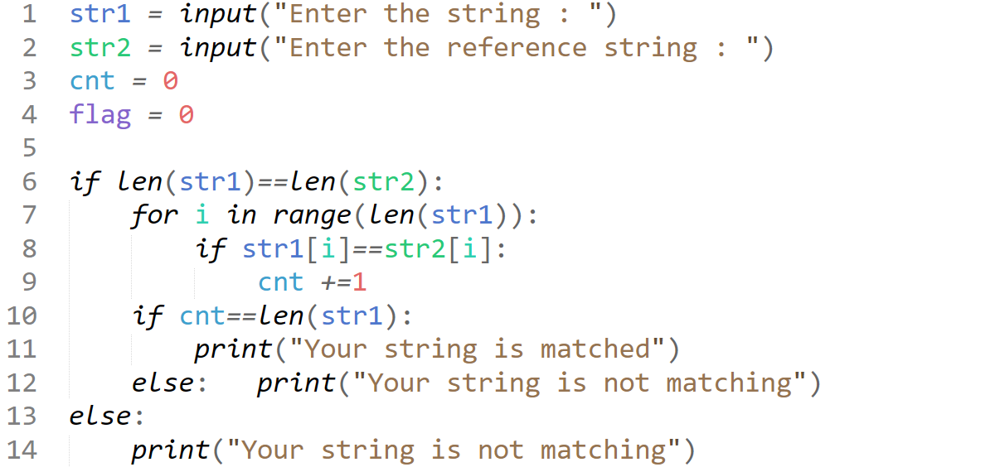 1 str1 = input("Enter the string : ")
2 str2 = input("Enter the reference string : ")
3 cnt = 0
4 flag = 0
5
6 if len(str1)==len(str2):
7     for i in range(len(str1)):
8         if str1[i]==str2[i]:
9             cnt +=1
10     if cnt==len(str1):
11         print("Your string is matched")
12     else:   print("Your string is not matching")
13 else:
14     print("Your string is not matching")